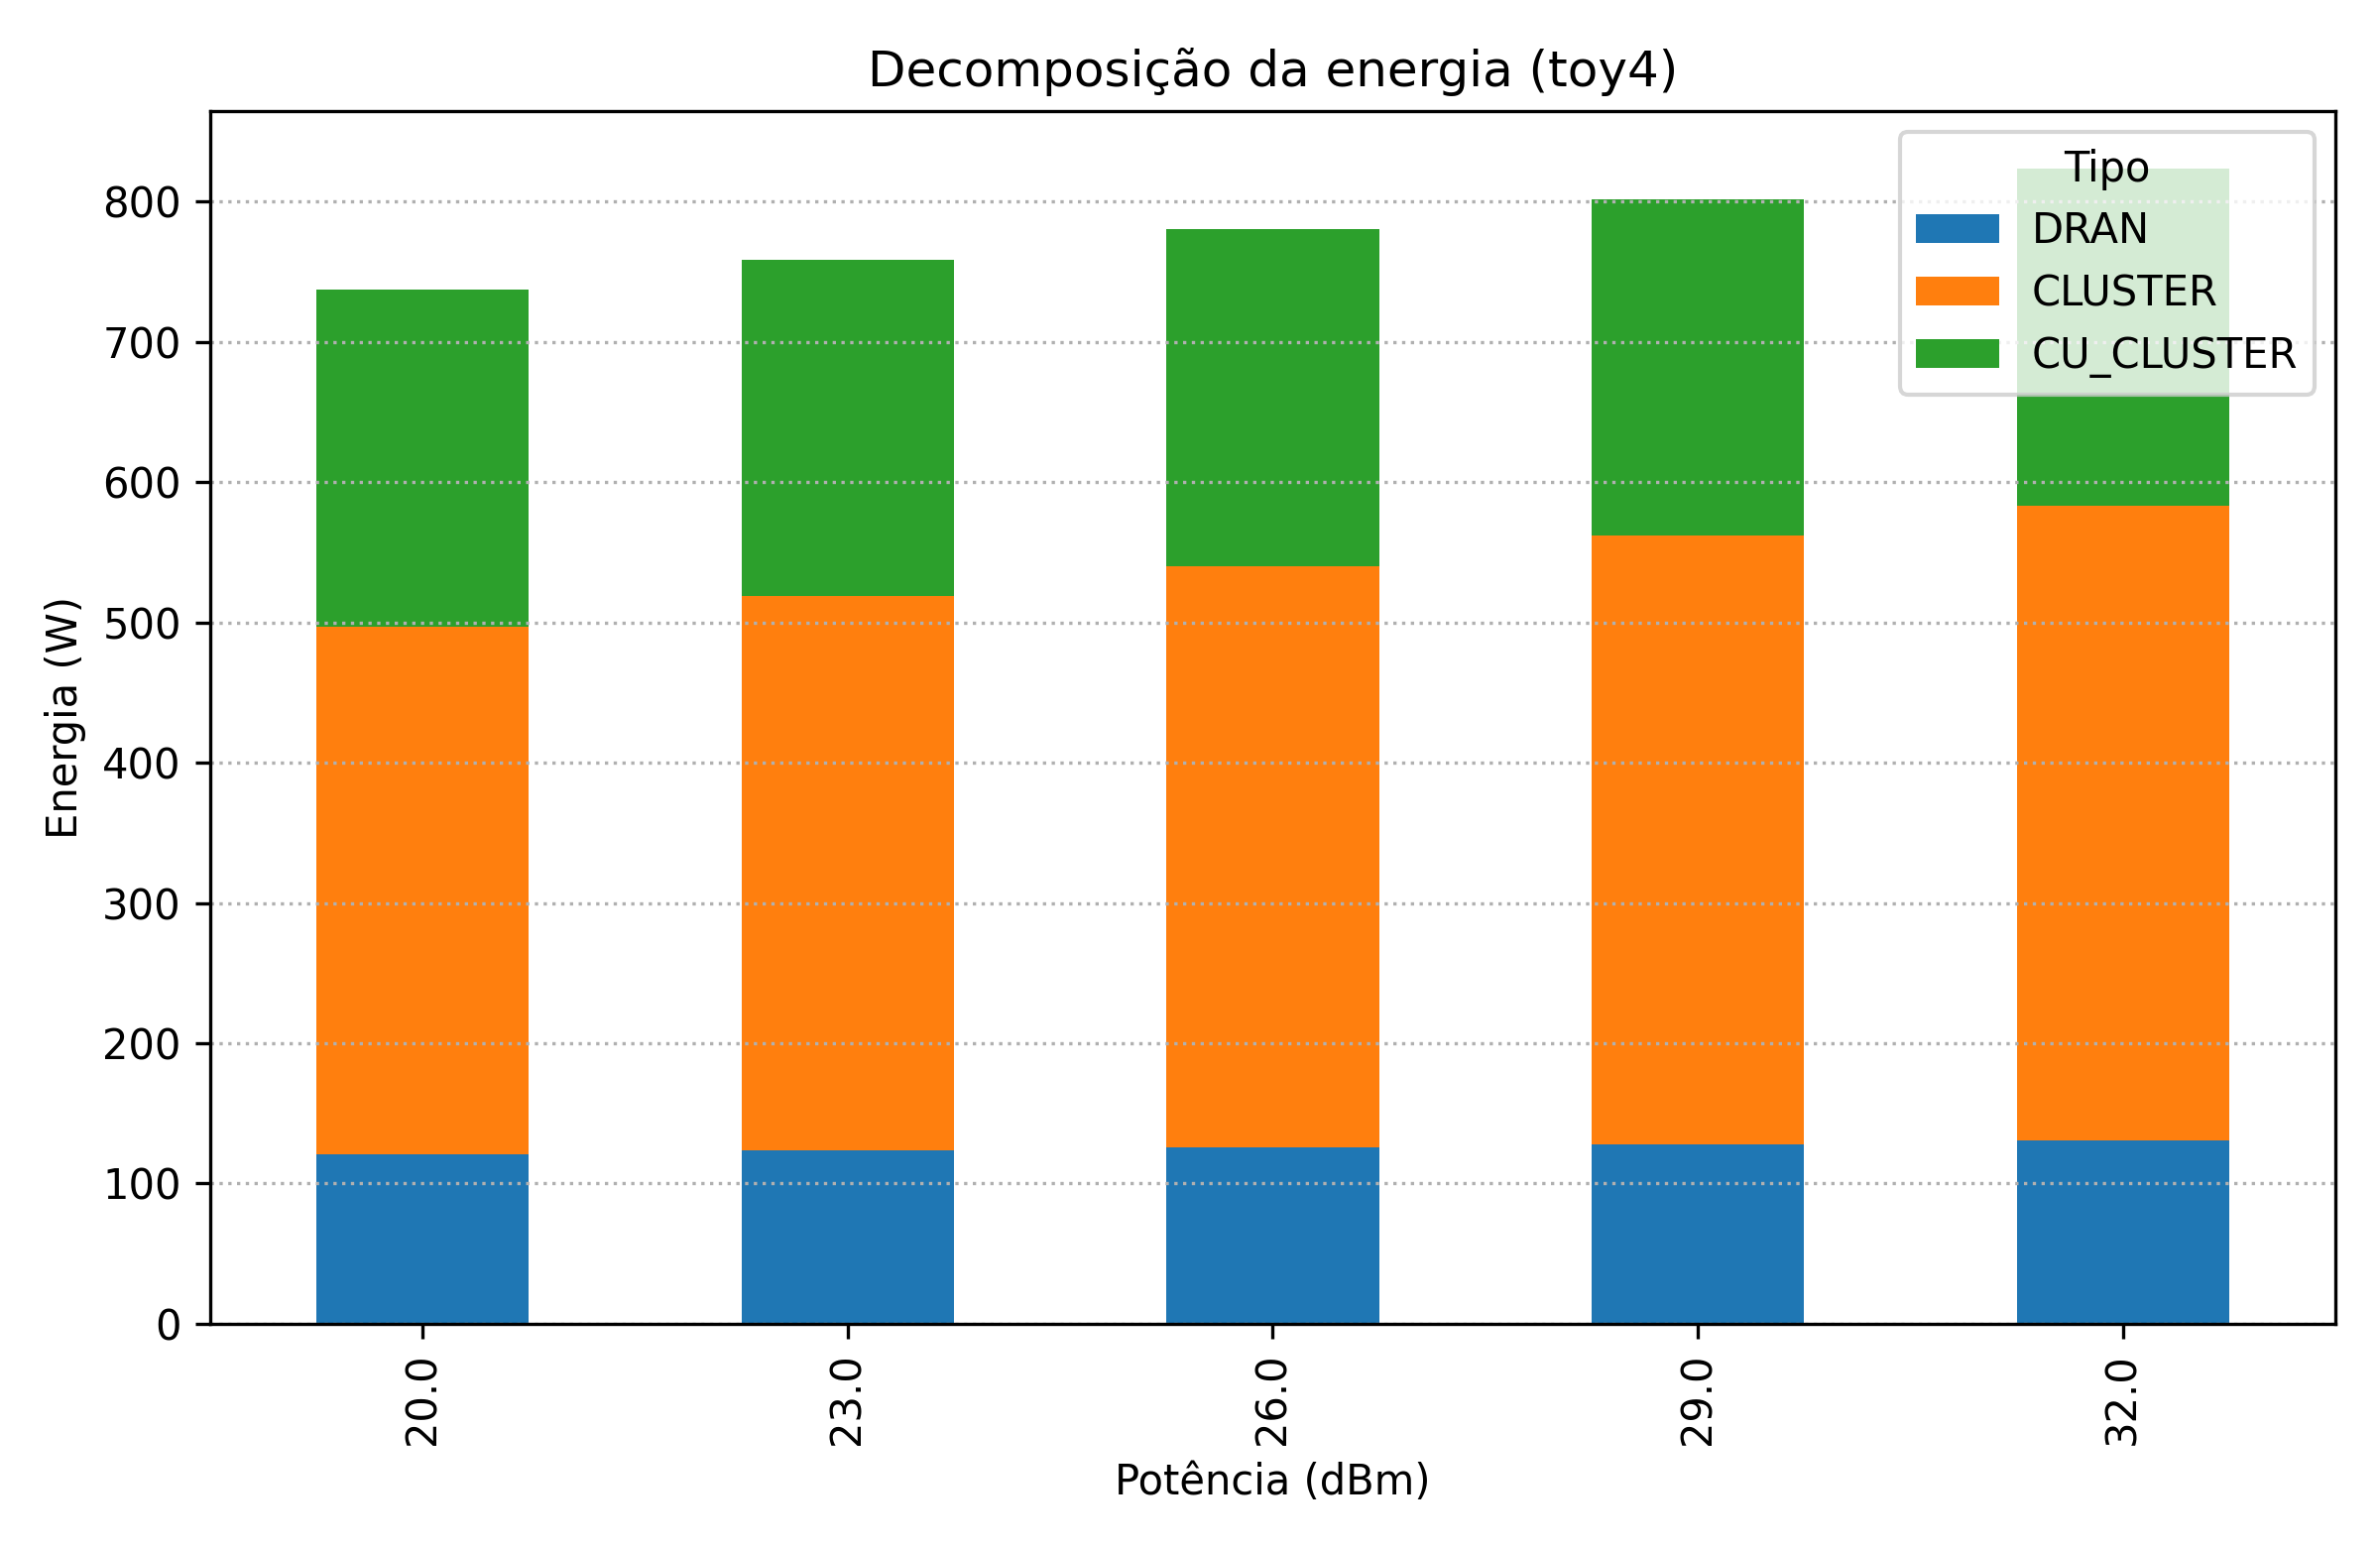 Decomposição da energia (toy4)
Tipo
DRAN
CLUSTER
CU_CLUSTER
Energia (W)
800
700
600
500
400
300
200
100
0
20.0
23.0
26.0
29.0
32.0
Potência (dBm)